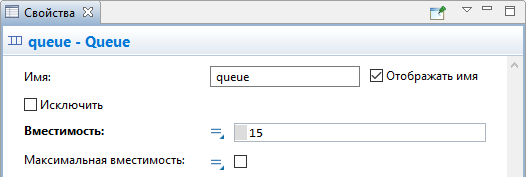 Свойства
queue - Queue
Имя: queue Отображать имя
Исключить
Вместимость: 15
Максимальная вместимость: